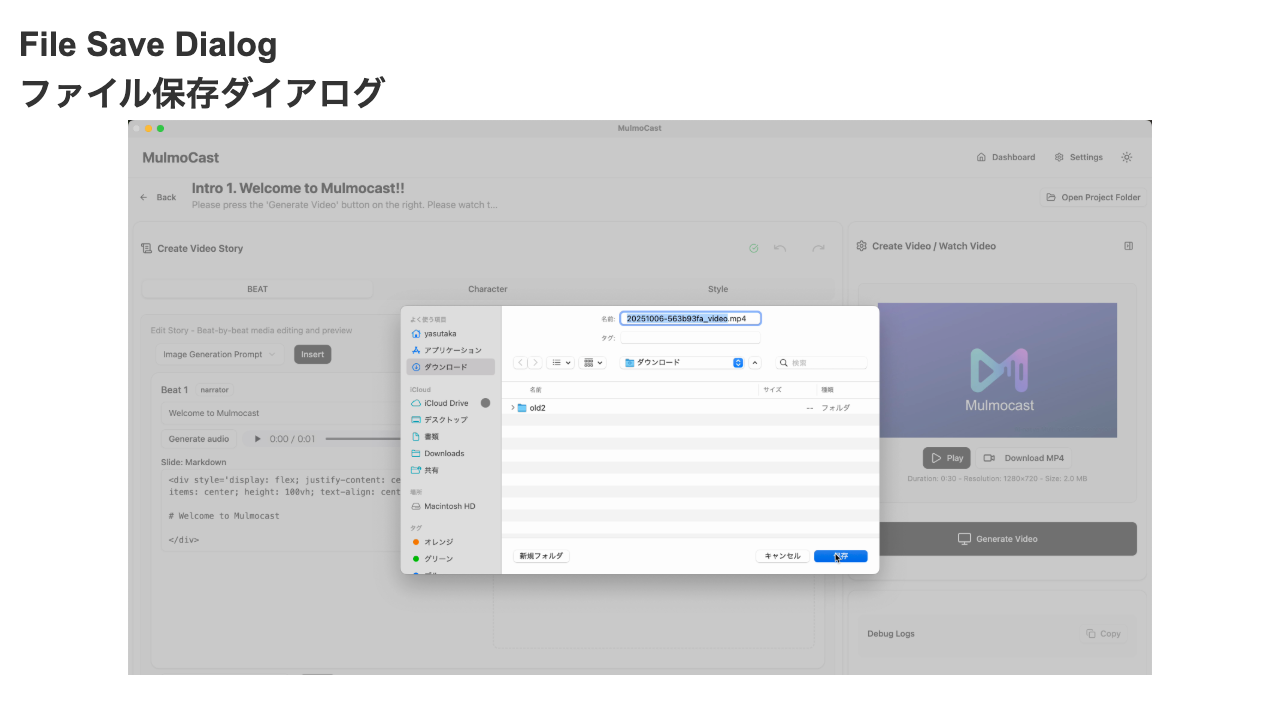 File Save Dialog
ファイル保存ダイアログ
MulmoCast
MulmoCast
Dashboard
Settings
Back
Intro 1. Welcome to Mulmocast!!
Please press the 'Generate Video' button on the right. Please watch t...
Open Project Folder
Create Video Story
Create Video / Watch Video
BEAT
Character
Style
Edit Story - Beat-by-beat media editing and preview
Image Generation Prompt
Insert
Beat 1
narrator
Welcome to Mulmocast
Generate audio
0:00 / 0:01
Slide: Markdown
<div style='display: flex; justify-content: ce
items: center; height: 100vh; text-align: cent
# Welcome to Mulmocast
</div>
よく使う項目
yasutaka
アプリケーション
ダウンロード
iCloud
iCloud Drive
デスクトップ
書類
Downloads
共有
場所
Macintosh HD
タグ
オレンジ
グリーン
名前:
20251006-563b93fa_video.mp4
タグ:
ダウンロード
検索
名前
サイズ
種類
old2
--
フォルダ
新規フォルダ
キャンセル
Mulmocast
Play
Download MP4
Duration: 0:30 - Resolution: 1280×720 - Size: 2.0 MB
Generate Video
Debug Logs
Copy